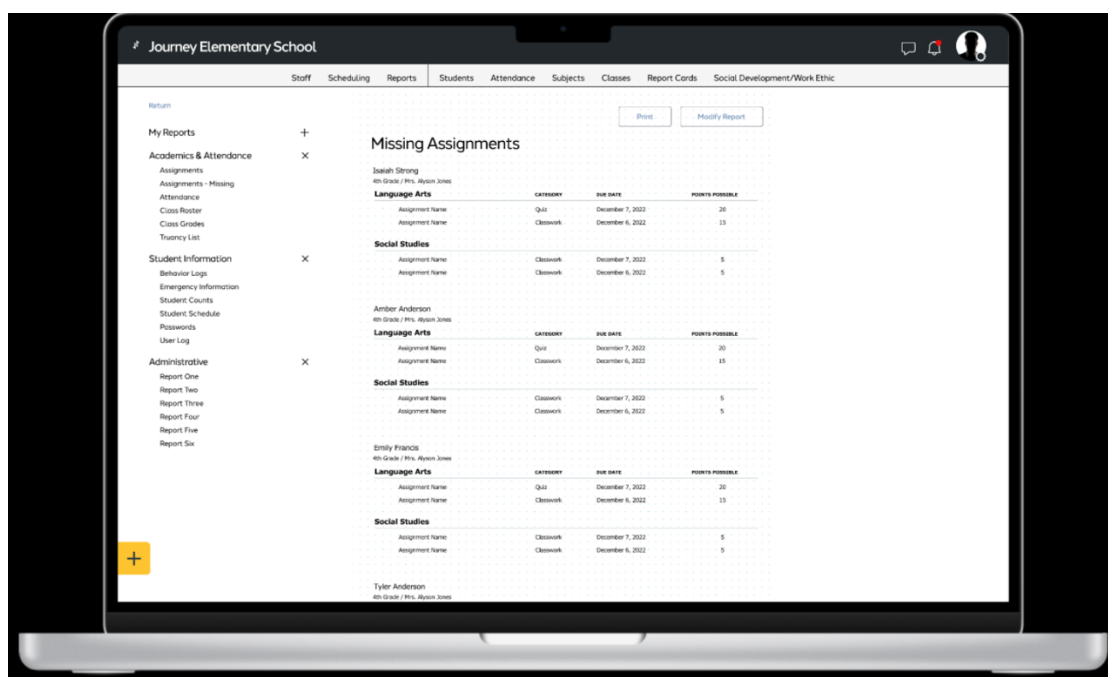 Journey Elementary School
Staff Scheduling Reports Students Attendance Subjects Classes Report Cards Social Development/Work Ethic
Return
My Reports +
Academics & Attendance
Assignments
Assignments - Missing
Attendance
Class Roster
Class Grades
Truancy List
Student Information
Behavior Logs
Emergency Information
Student Counts
Student Schedule
Passwords
User Log
Administrative
Report One
Report Two
Report Three
Report Four
Report Five
Report Six
+
Print Modify Report
Missing Assignments
Isaiah Strong
4th Grade / Mrs. Alyson Jones
Language Arts CATEGORY DUE DATE POINTS POSSIBLE
Assignment Name Quiz December 7, 2022 20
Assignment Name Classwork December 6, 2022 15
Social Studies
Assignment Name Classwork December 7, 2022 5
Assignment Name Classwork December 6, 2022 5
Amber Anderson
4th Grade / Mrs. Alyson Jones
Language Arts CATEGORY DUE DATE POINTS POSSIBLE
Assignment Name Quiz December 7, 2022 20
Assignment Name Classwork December 6, 2022 15
Social Studies
Assignment Name Classwork December 7, 2022 5
Assignment Name Classwork December 6, 2022 5
Emily Francis
4th Grade / Mrs. Alyson Jones
Language Arts CATEGORY DUE DATE POINTS POSSIBLE
Assignment Name Quiz December 7, 2022 20
Assignment Name Classwork December 6, 2022 15
Social Studies
Assignment Name Classwork December 7, 2022 5
Assignment Name Classwork December 6, 2022 5
Tyler Anderson
4th Grade / Mrs. Alyson Jones